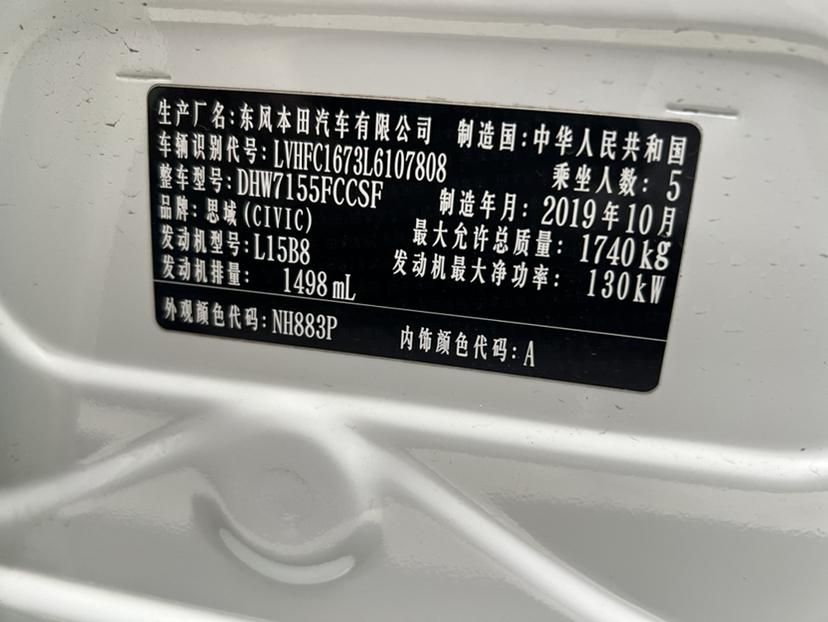 生产厂名:东风本田汽车有限公司 制造国:中华人民共和国
车辆识别代号:LVHFC1673L6107808 乘坐人数: 5
整车型号:DHW7155FCCSF 制造年月: 2019年10月
品牌:思域(CIVIC) 最大允许总质量: 1740kg
发动机型号:L15B8 发动机最大净功率: 130kW
发动机排量: 1498mL
外观颜色代码:NH883P 内饰颜色代码:A